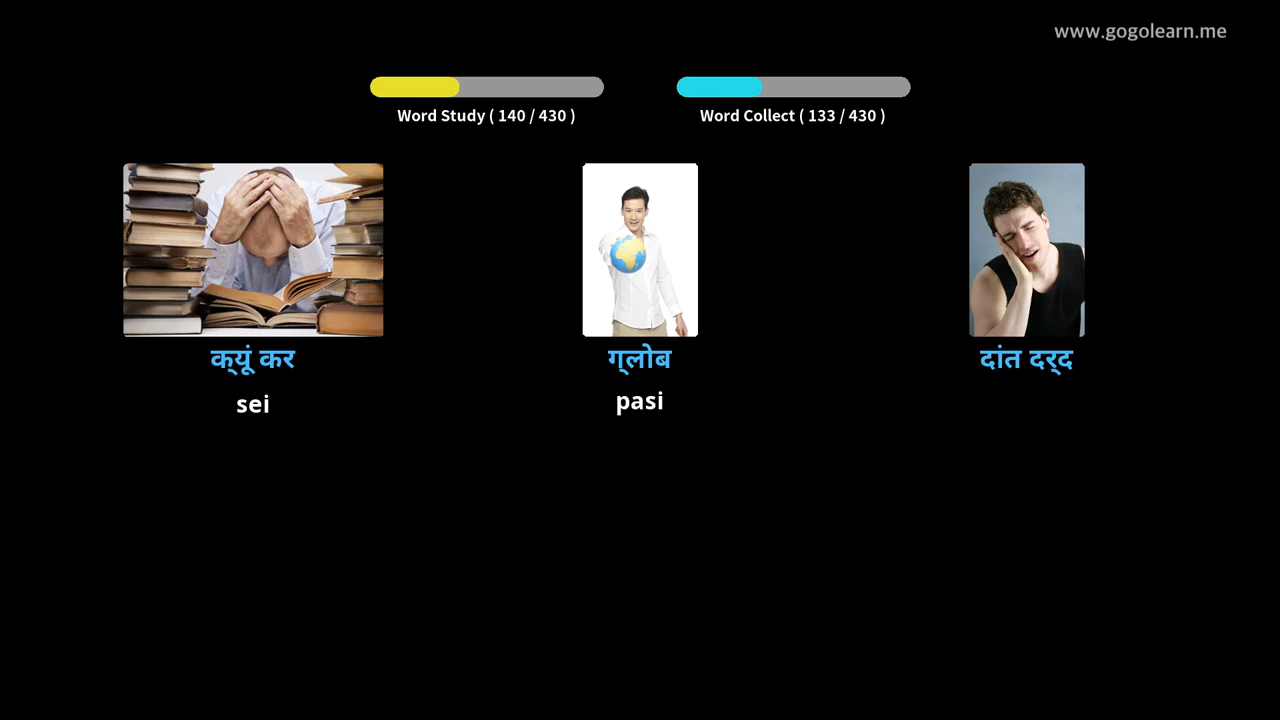 www.gogolearn.me
Word Study ( 140 / 430 )
Word Collect ( 133 / 430 )
क्यूं कर
ग्लोब
दांत दर्द
sei
pasi